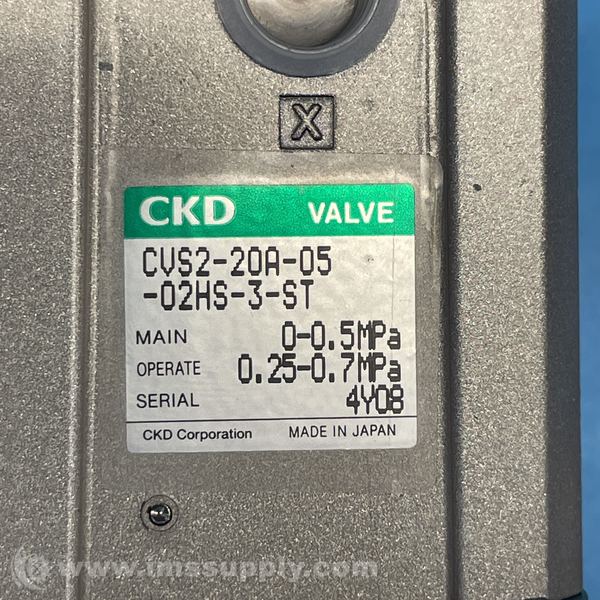 X
CKD VALVE
CVS2-20A-05
-02HS-3-ST
MAIN 0-0.5MPa
OPERATE 0.25-0.7MPa
SERIAL 4Y08
CKD Corporation MADE IN JAPAN
www.imssupply.com